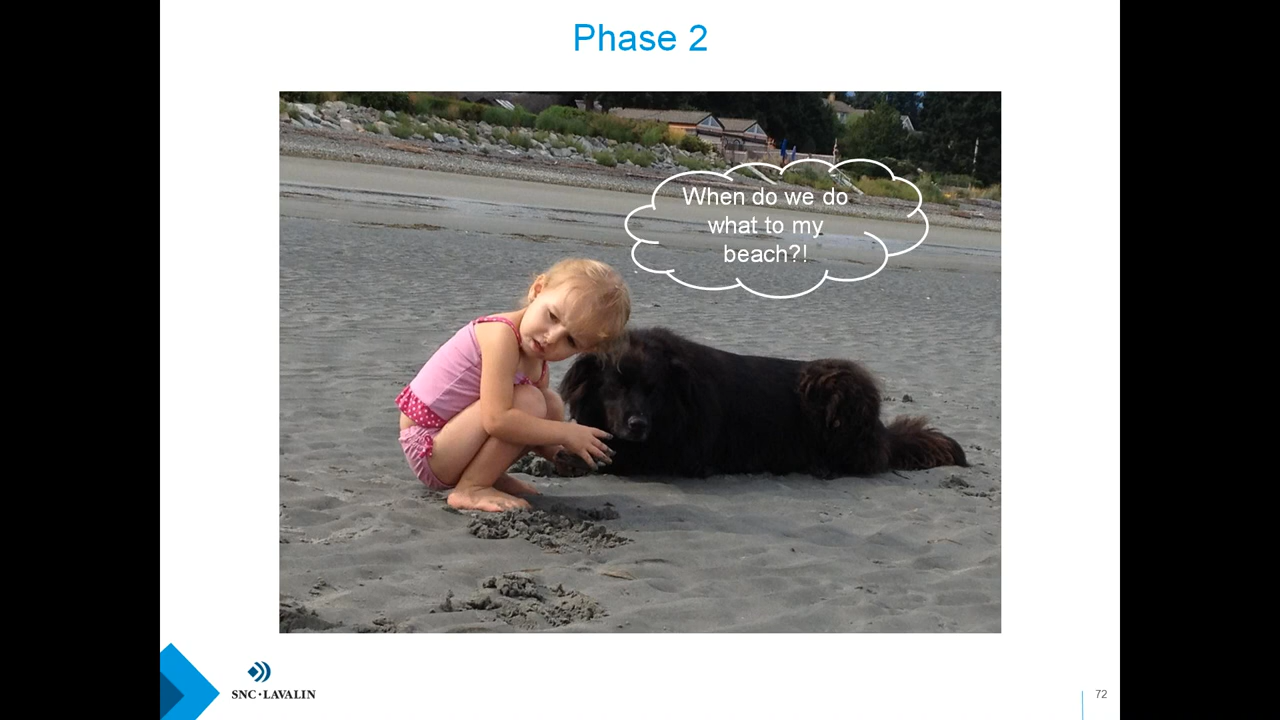 Phase 2
When do we do
what to my
beach?!
SNC·LAVALIN
72